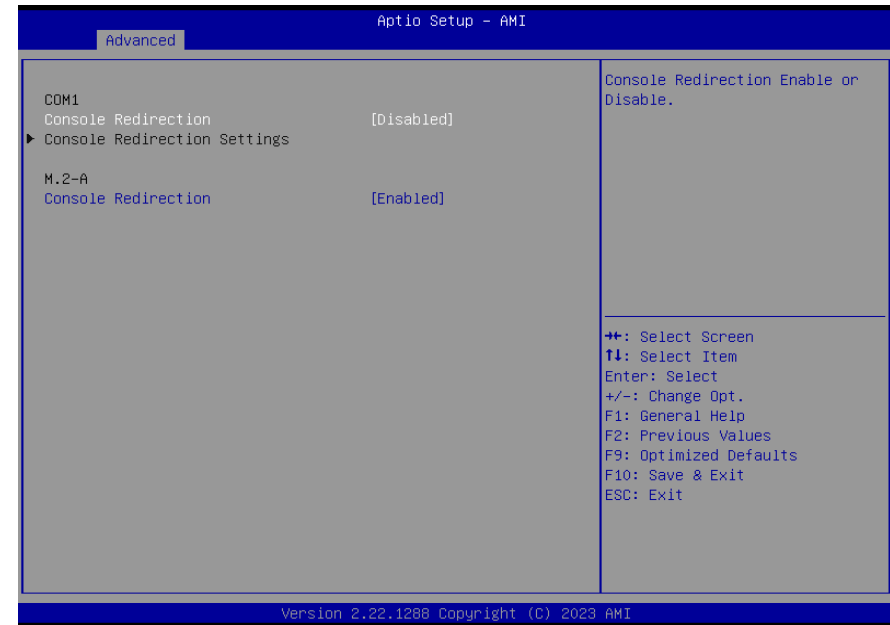 Aptio Setup – AMI
Advanced
COM1
Console Redirection [Disabled]
▶ Console Redirection Settings
M.2-A
Console Redirection [Enabled]
Console Redirection Enable or
Disable.
→←: Select Screen
↑↓: Select Item
Enter: Select
+/-: Change Opt.
F1: General Help
F2: Previous Values
F9: Optimized Defaults
F10: Save & Exit
ESC: Exit
Version 2.22.1288 Copyright (C) 2023 AMI